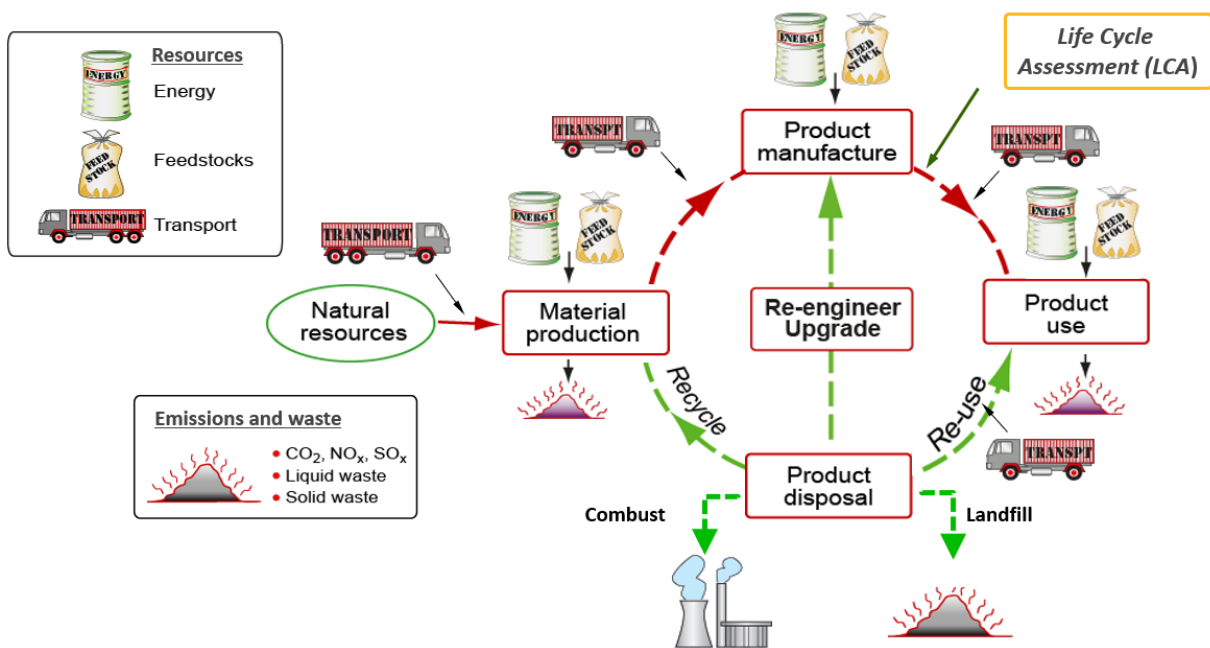 Resources
ENERGY
Energy
FEED
STOCK
Feedstocks
TRANSPORT
Transport
ENERGY
FEED
STOCK
Life Cycle
Assessment (LCA)
TRANSPT
Product
manufacture
TRANSPT
ENERGY
FEED
STOCK
ENERGY
FEED
STOCK
TRANSPORT
Natural
resources
Material
production
Re-engineer
Upgrade
Product
use
Recycle
Re-use
Emissions and waste
• CO₂, NOₓ, SOₓ
• Liquid waste
• Solid waste
TRANSPT
Product
disposal
Combust
Landfill